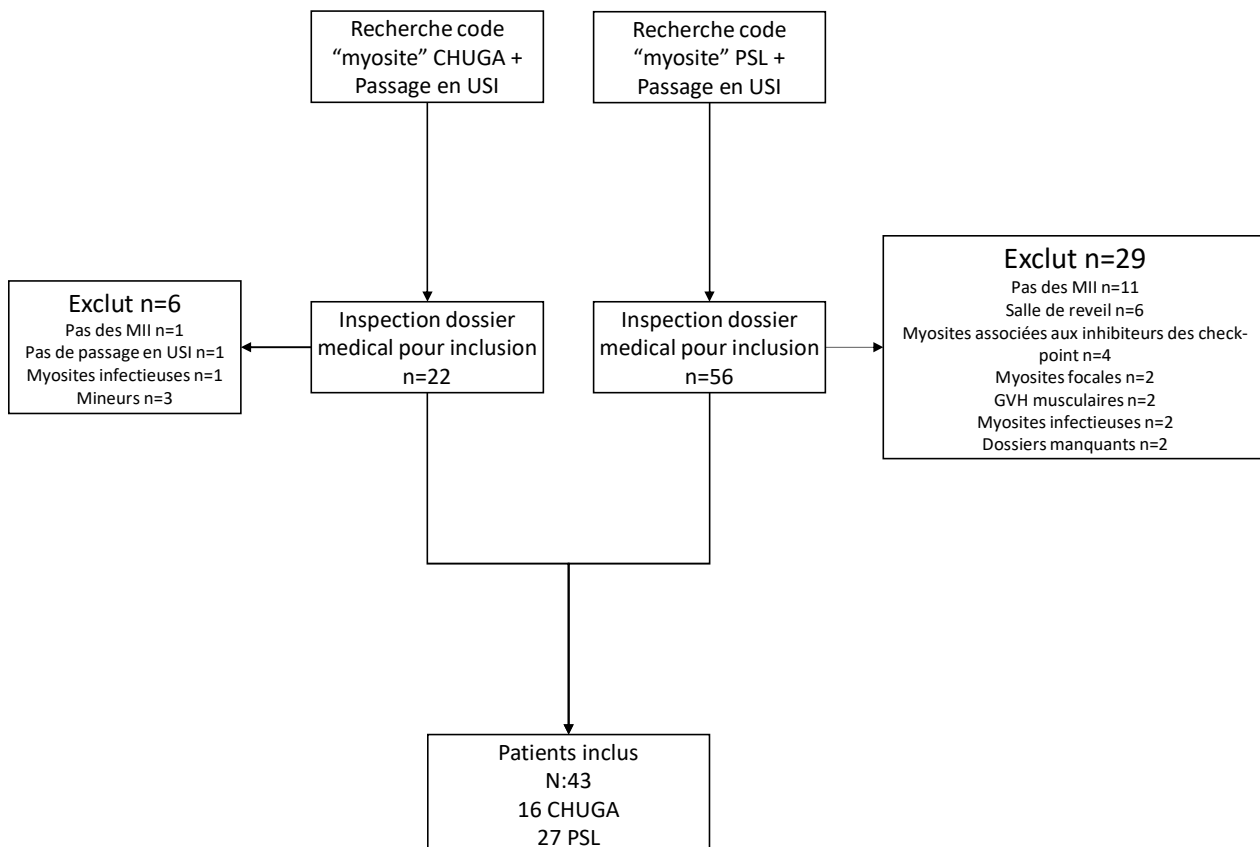 Recherche code
“myosite” CHUGA +
Passage en USI
Recherche code
“myosite” PSL +
Passage en USI
Exclut n=6
Pas des MII n=1
Pas de passage en USI n=1
Myosites infectieuses n=1
Mineurs n=3
Inspection dossier
medical pour inclusion
n=22
Inspection dossier
medical pour inclusion
n=56
Exclut n=29
Pas des MII n=11
Salle de reveil n=6
Myosites associées aux inhibiteurs des check-
point n=4
Myosites focales n=2
GVH musculaires n=2
Myosites infectieuses n=2
Dossiers manquants n=2
Patients inclus
N:43
16 CHUGA
27 PSL